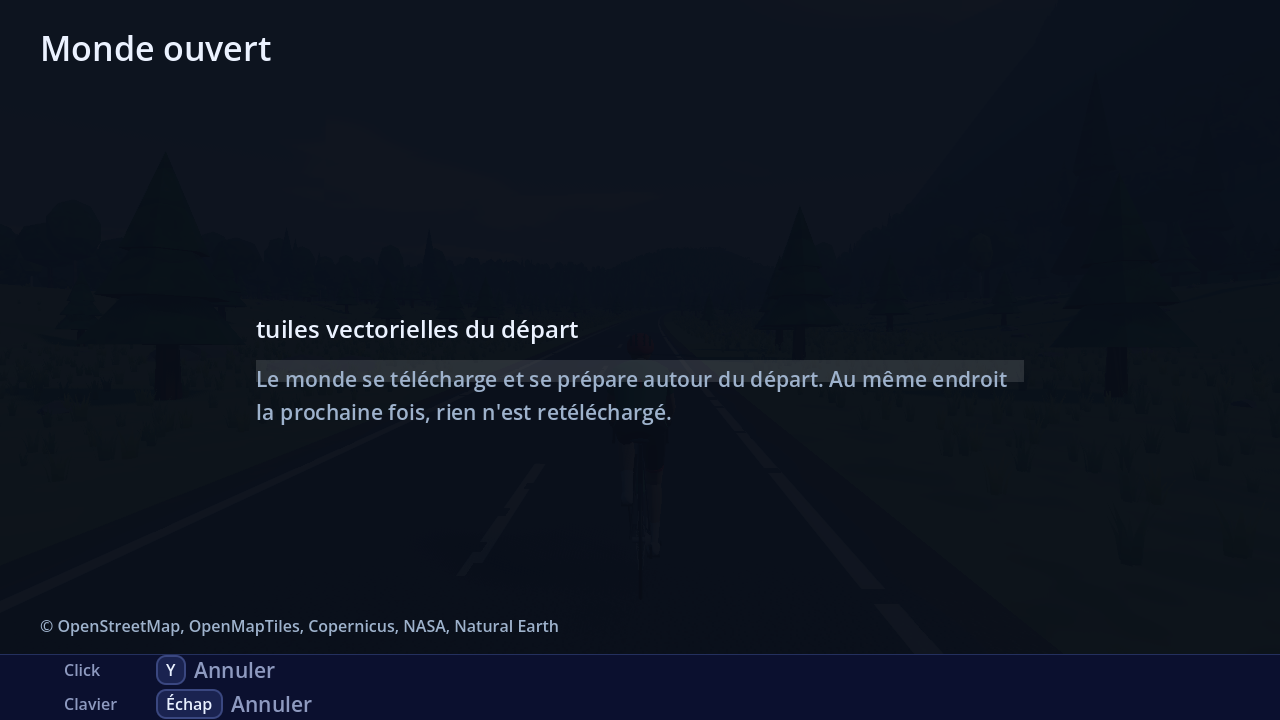 Monde ouvert
tuiles vectorielles du départ
Le monde se télécharge et se prépare autour du départ. Au même endroit
la prochaine fois, rien n'est retéléchargé.
© OpenStreetMap, OpenMapTiles, Copernicus, NASA, Natural Earth
Click Y Annuler
Clavier Échap Annuler